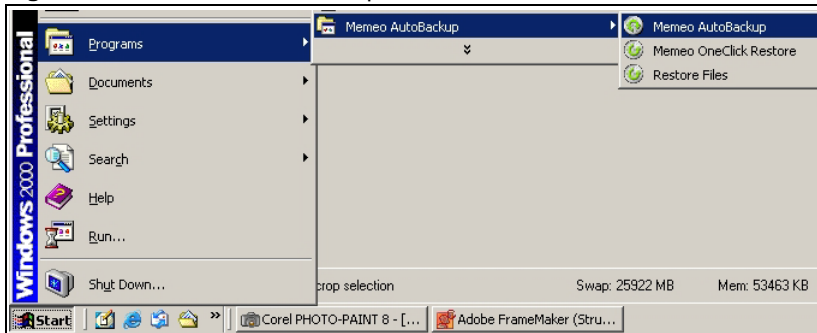 Windows 2000 Professional
Programs
Documents
Settings
Search
Help
Run...
Shut Down...
Memeo AutoBackup
Memeo AutoBackup
Memeo OneClick Restore
Restore Files
crop selection
Swap: 25922 MB
Mem: 53463 KB
Start
Corel PHOTO-PAINT 8 - [...
Adobe FrameMaker (Stru...